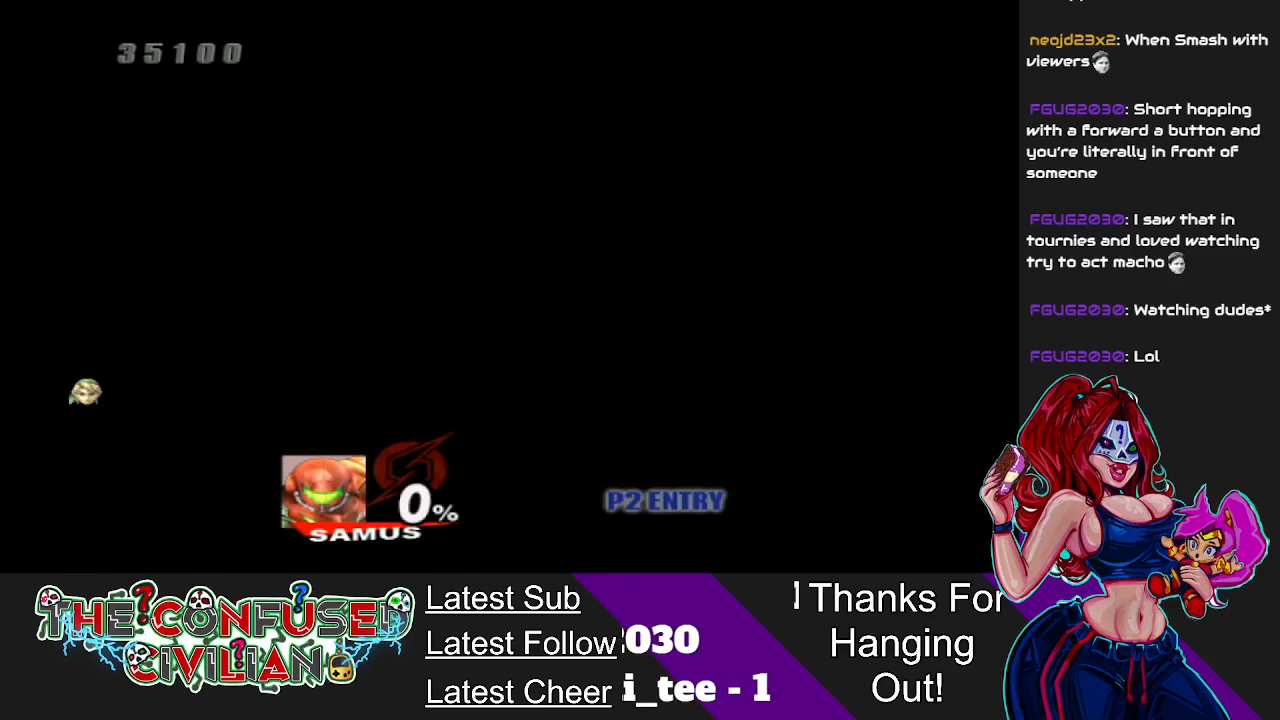 35100
neojd23x2: When Smash with
viewers
FGUG2030: Short hopping
with a forward a button and
you're literally in front of
someone
FGUG2030: I saw that in
tournies and loved watching
try to act macho
FGUG2030: Watching dudes*
FGUG2030: Lol
0%
SAMUS
P2 ENTRY
THE CONFUSED
CIVILIAN
Latest Sub
Latest Follow
030
Latest Cheer
i_tee - 1
Thanks For
Hanging
Out!
?